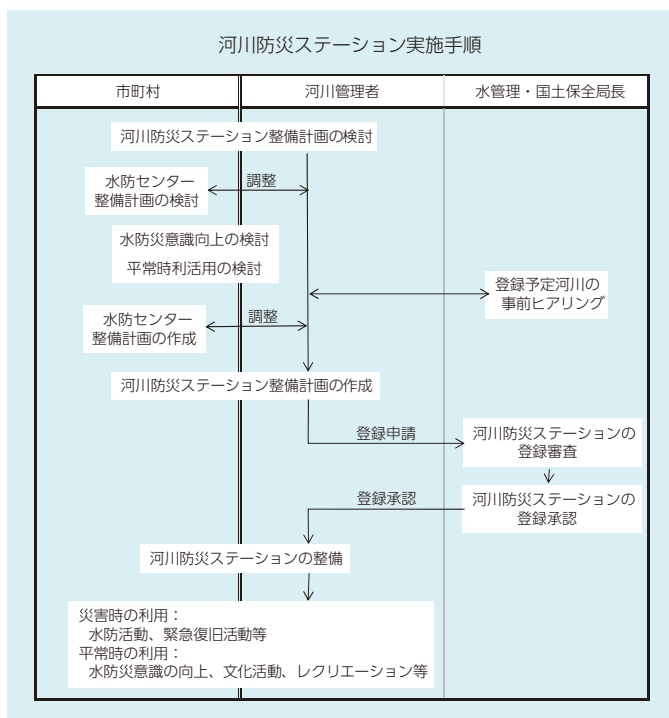 河川防災ステーション実施手順
市町村
河川管理者
水管理・国土保全局長
河川防災ステーション整備計画の検討
水防センター
整備計画の検討
調整
水防災意識向上の検討
平常時利活用の検討
登録予定河川の
事前ヒアリング
水防センター
整備計画の作成
調整
河川防災ステーション整備計画の作成
登録申請
河川防災ステーションの
登録審査
登録承認
河川防災ステーションの
登録承認
河川防災ステーションの整備
災害時の利用：
水防活動、緊急復旧活動等
平常時の利用：
水防災意識の向上、文化活動、レクリエーション等